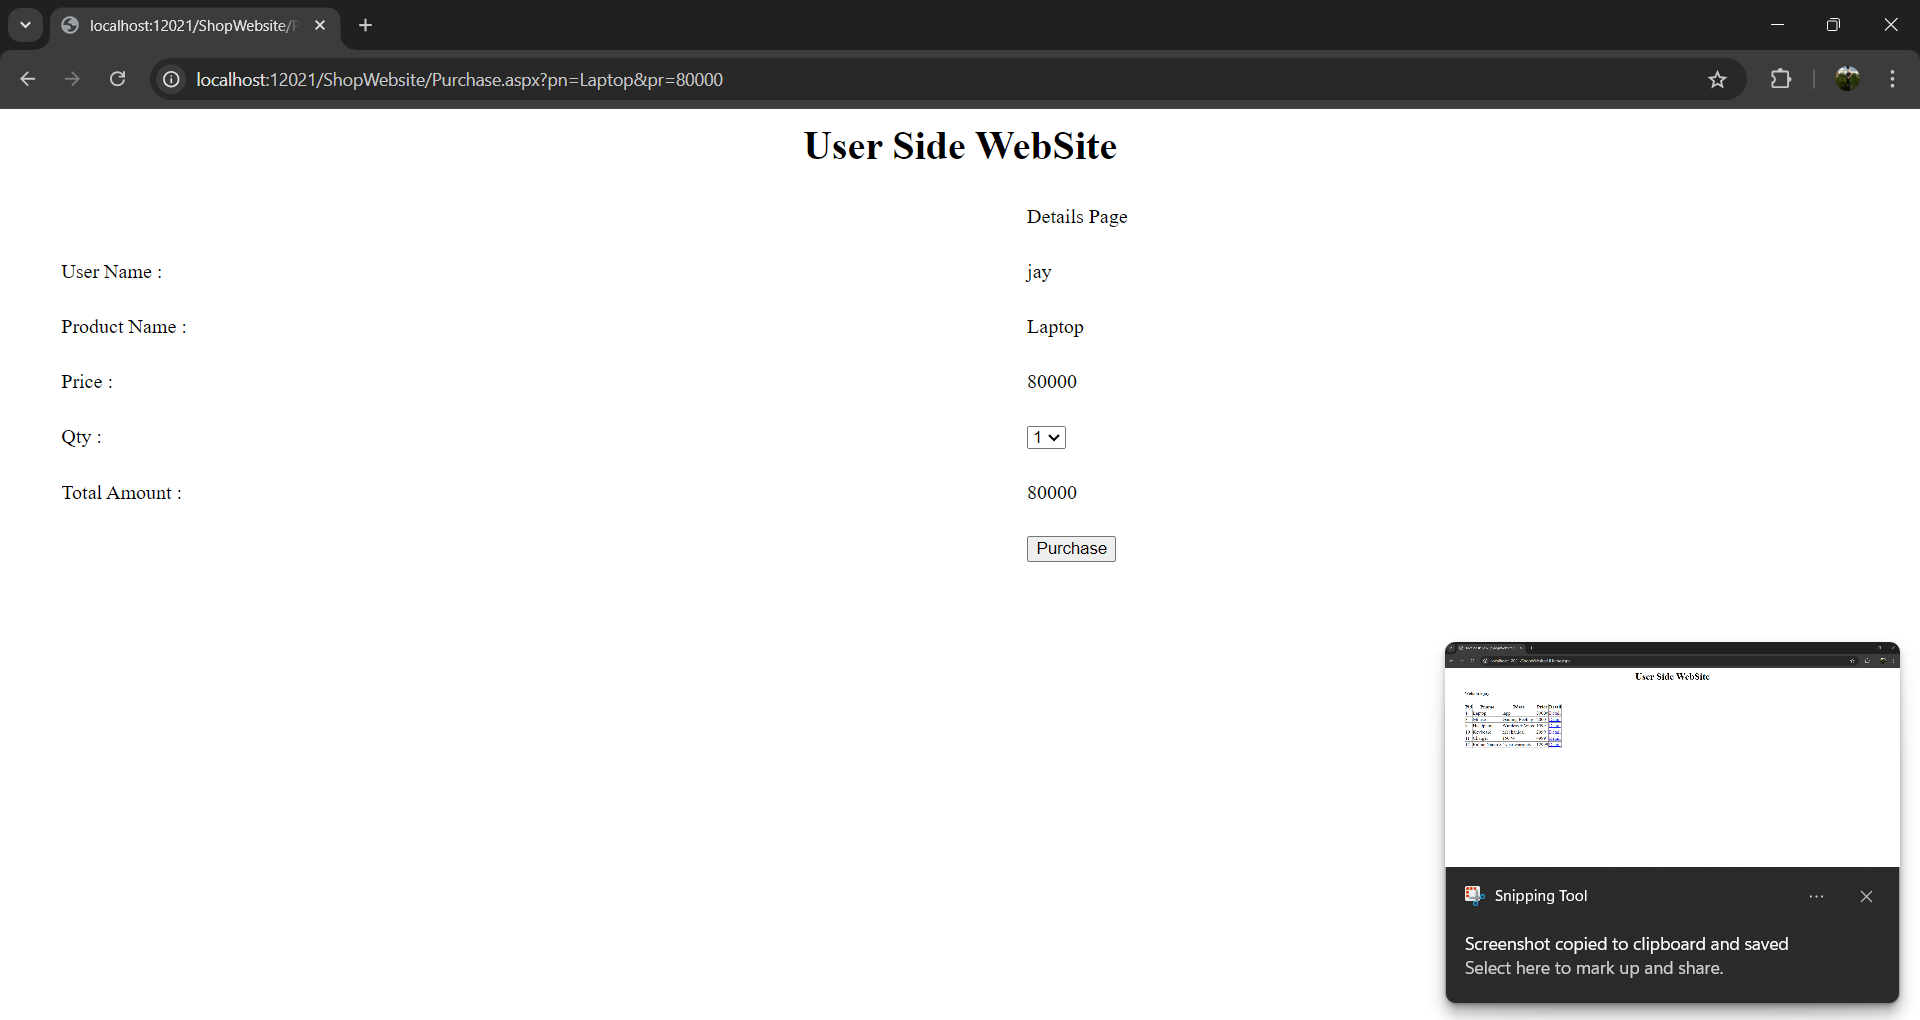 localhost:12021/ShopWebsite/P
localhost:12021/ShopWebsite/Purchase.aspx?pn=Laptop&pr=80000
User Side WebSite
Details Page
User Name : jay
Product Name : Laptop
Price : 80000
Qty : 1
Total Amount : 80000
Purchase
User Side WebSite
Snipping Tool
Screenshot copied to clipboard and saved
Select here to mark up and share.